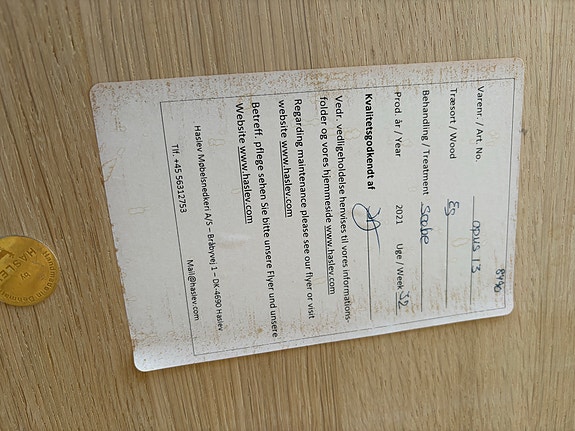 8490
Varenr. / Art. No. opus 13
Træsort / Wood Eg
Behandling / Treatment sæbe
Prod. år / Year 2021 Uge / Week 32
Kvalitetsgodkendt af
Vedr. vedligeholdelse henvises til vores informations-
folder og vores hjemmeside www.haslev.com
Regarding maintenance please see our flyer or visit
website www.haslev.com
Betreff. pflege sehen Sie bitte unsere Flyer und unsere
Website www.haslev.com
Haslev Møbelsnedkeri A/S – Bråbyvej 1 – DK-4690 Haslev
Tlf. +45 56312753 Mail@haslev.com
by